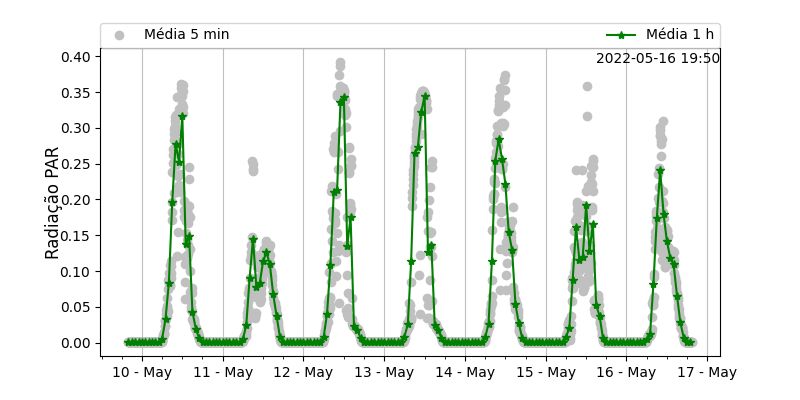 Média 5 min
Média 1 h
2022-05-16 19:50
Radiação PAR
0.40
0.35
0.30
0.25
0.20
0.15
0.10
0.05
0.00
10 - May
11 - May
12 - May
13 - May
14 - May
15 - May
16 - May
17 - May